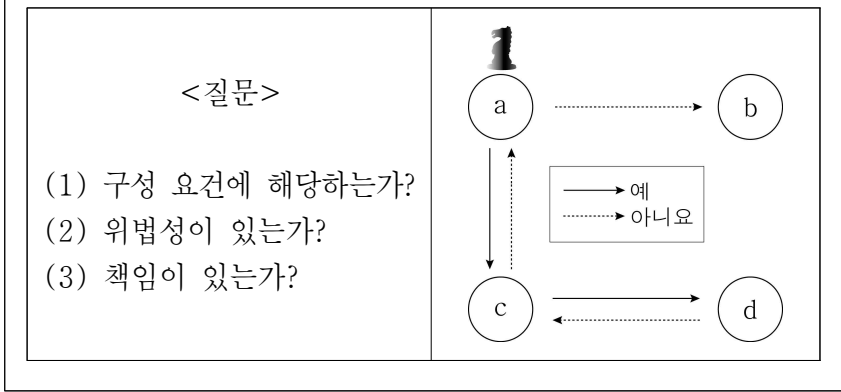 <질문>
(1) 구성 요건에 해당하는가?
(2) 위법성이 있는가?
(3) 책임이 있는가?
a
b
예
아니요
c
d